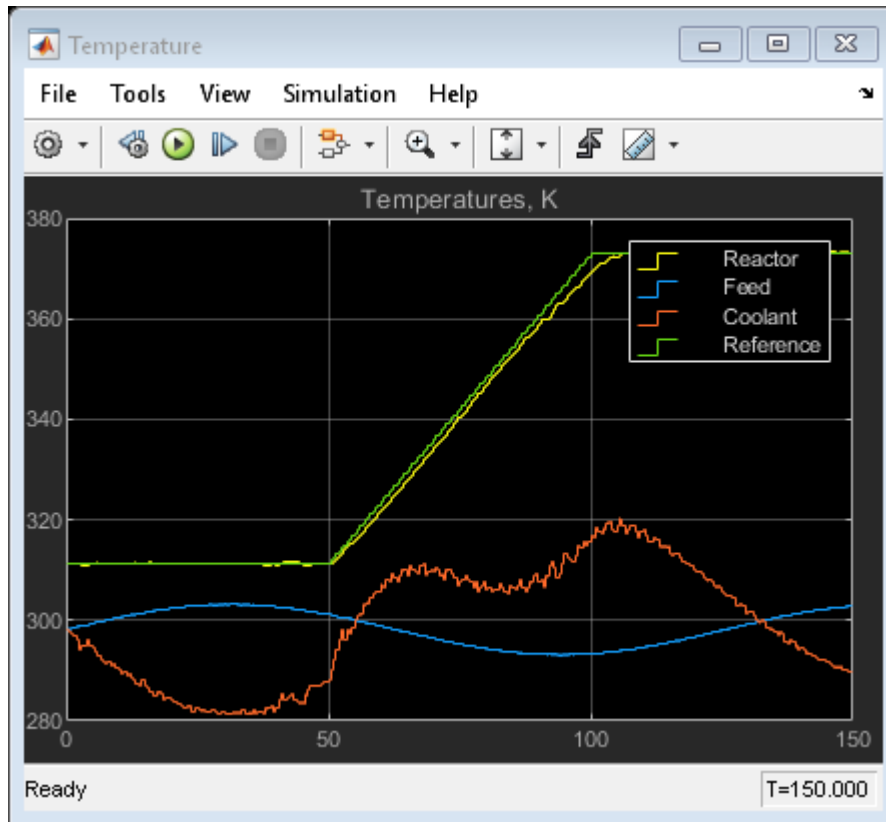 Temperature
File Tools View Simulation Help
Temperatures, K
380
360
340
320
300
280
0 50 100 150
Reactor
Feed
Coolant
Reference
Ready T=150.000